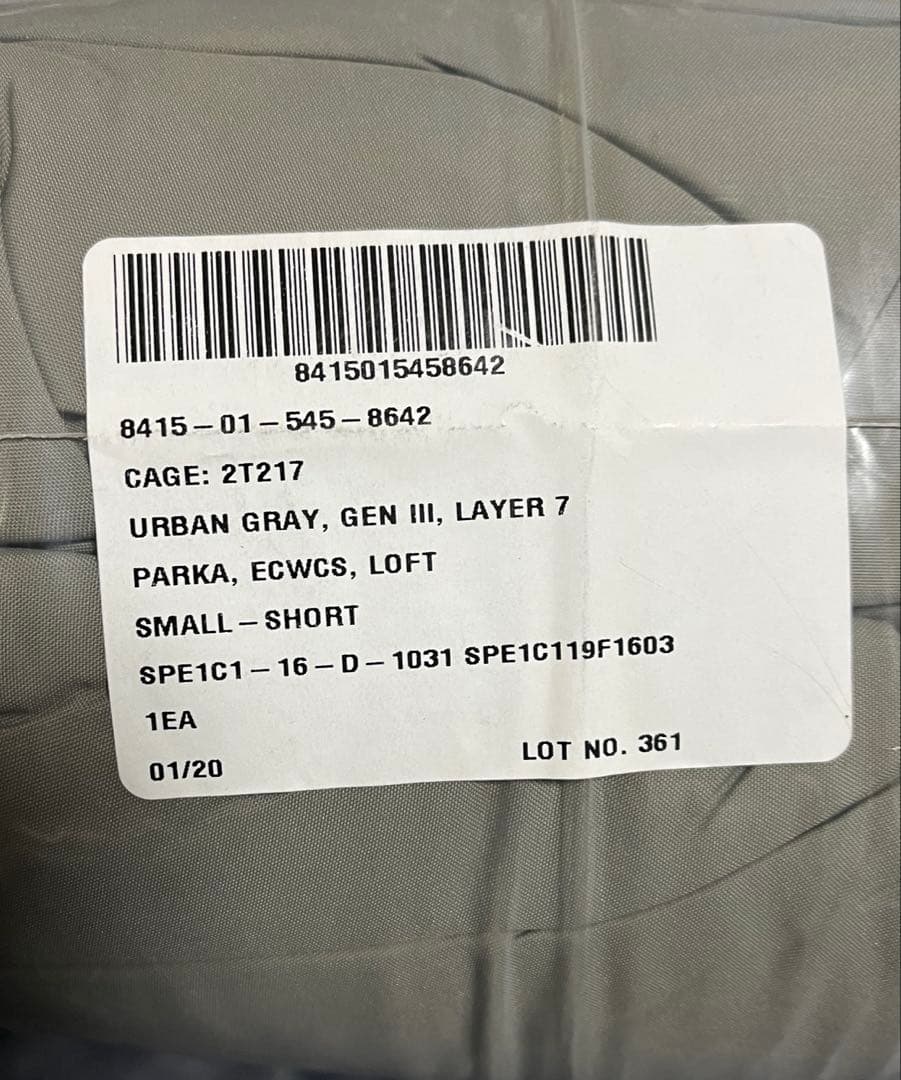 8415015458642
8415-01-545-8642
CAGE: 2T217
URBAN GRAY, GEN III, LAYER 7
PARKA, ECWCS, LOFT
SMALL-SHORT
SPE1C1-16-D-1031 SPE1C119F1603
1EA
01/20 LOT NO. 361